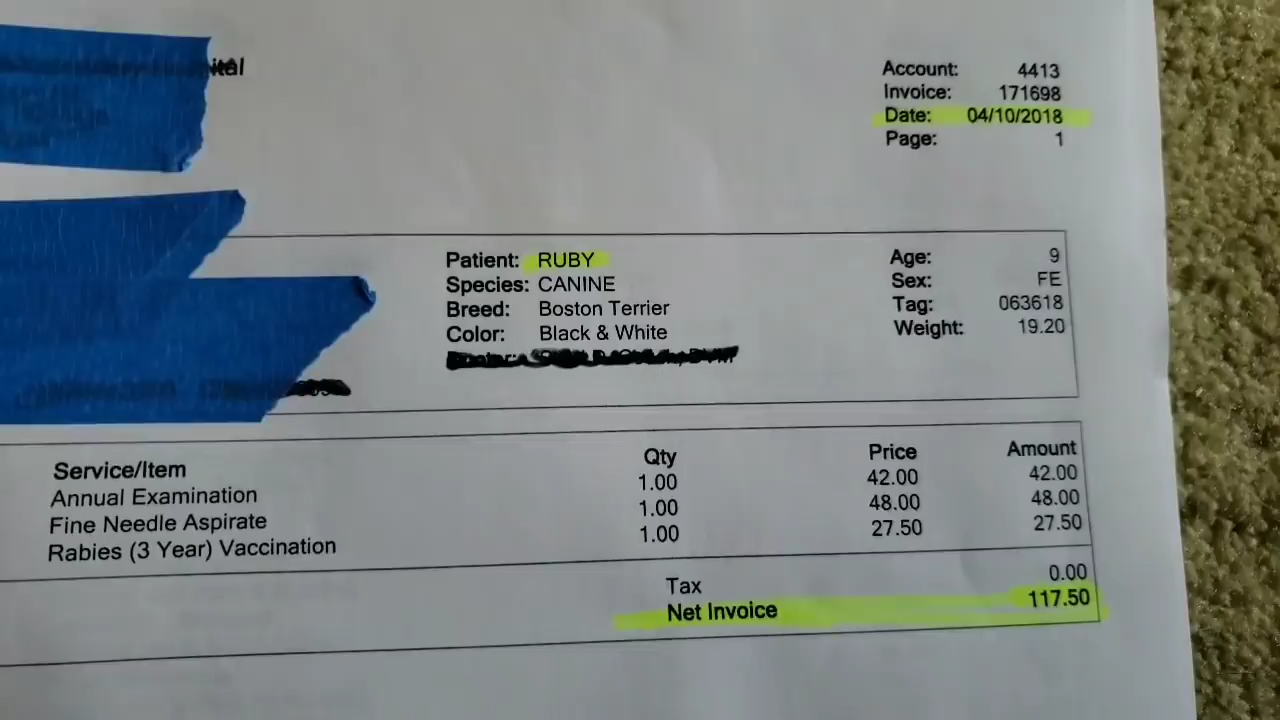 Account: 4413
Invoice: 171698
Date: 04/10/2018
Page: 1
Patient: RUBY
Species: CANINE
Breed: Boston Terrier
Color: Black & White
Age: 9
Sex: FE
Tag: 063618
Weight: 19.20
Service/Item Qty Price Amount
Annual Examination 1.00 42.00 42.00
Fine Needle Aspirate 1.00 48.00 48.00
Rabies (3 Year) Vaccination 1.00 27.50 27.50
Tax 0.00
Net Invoice 117.50